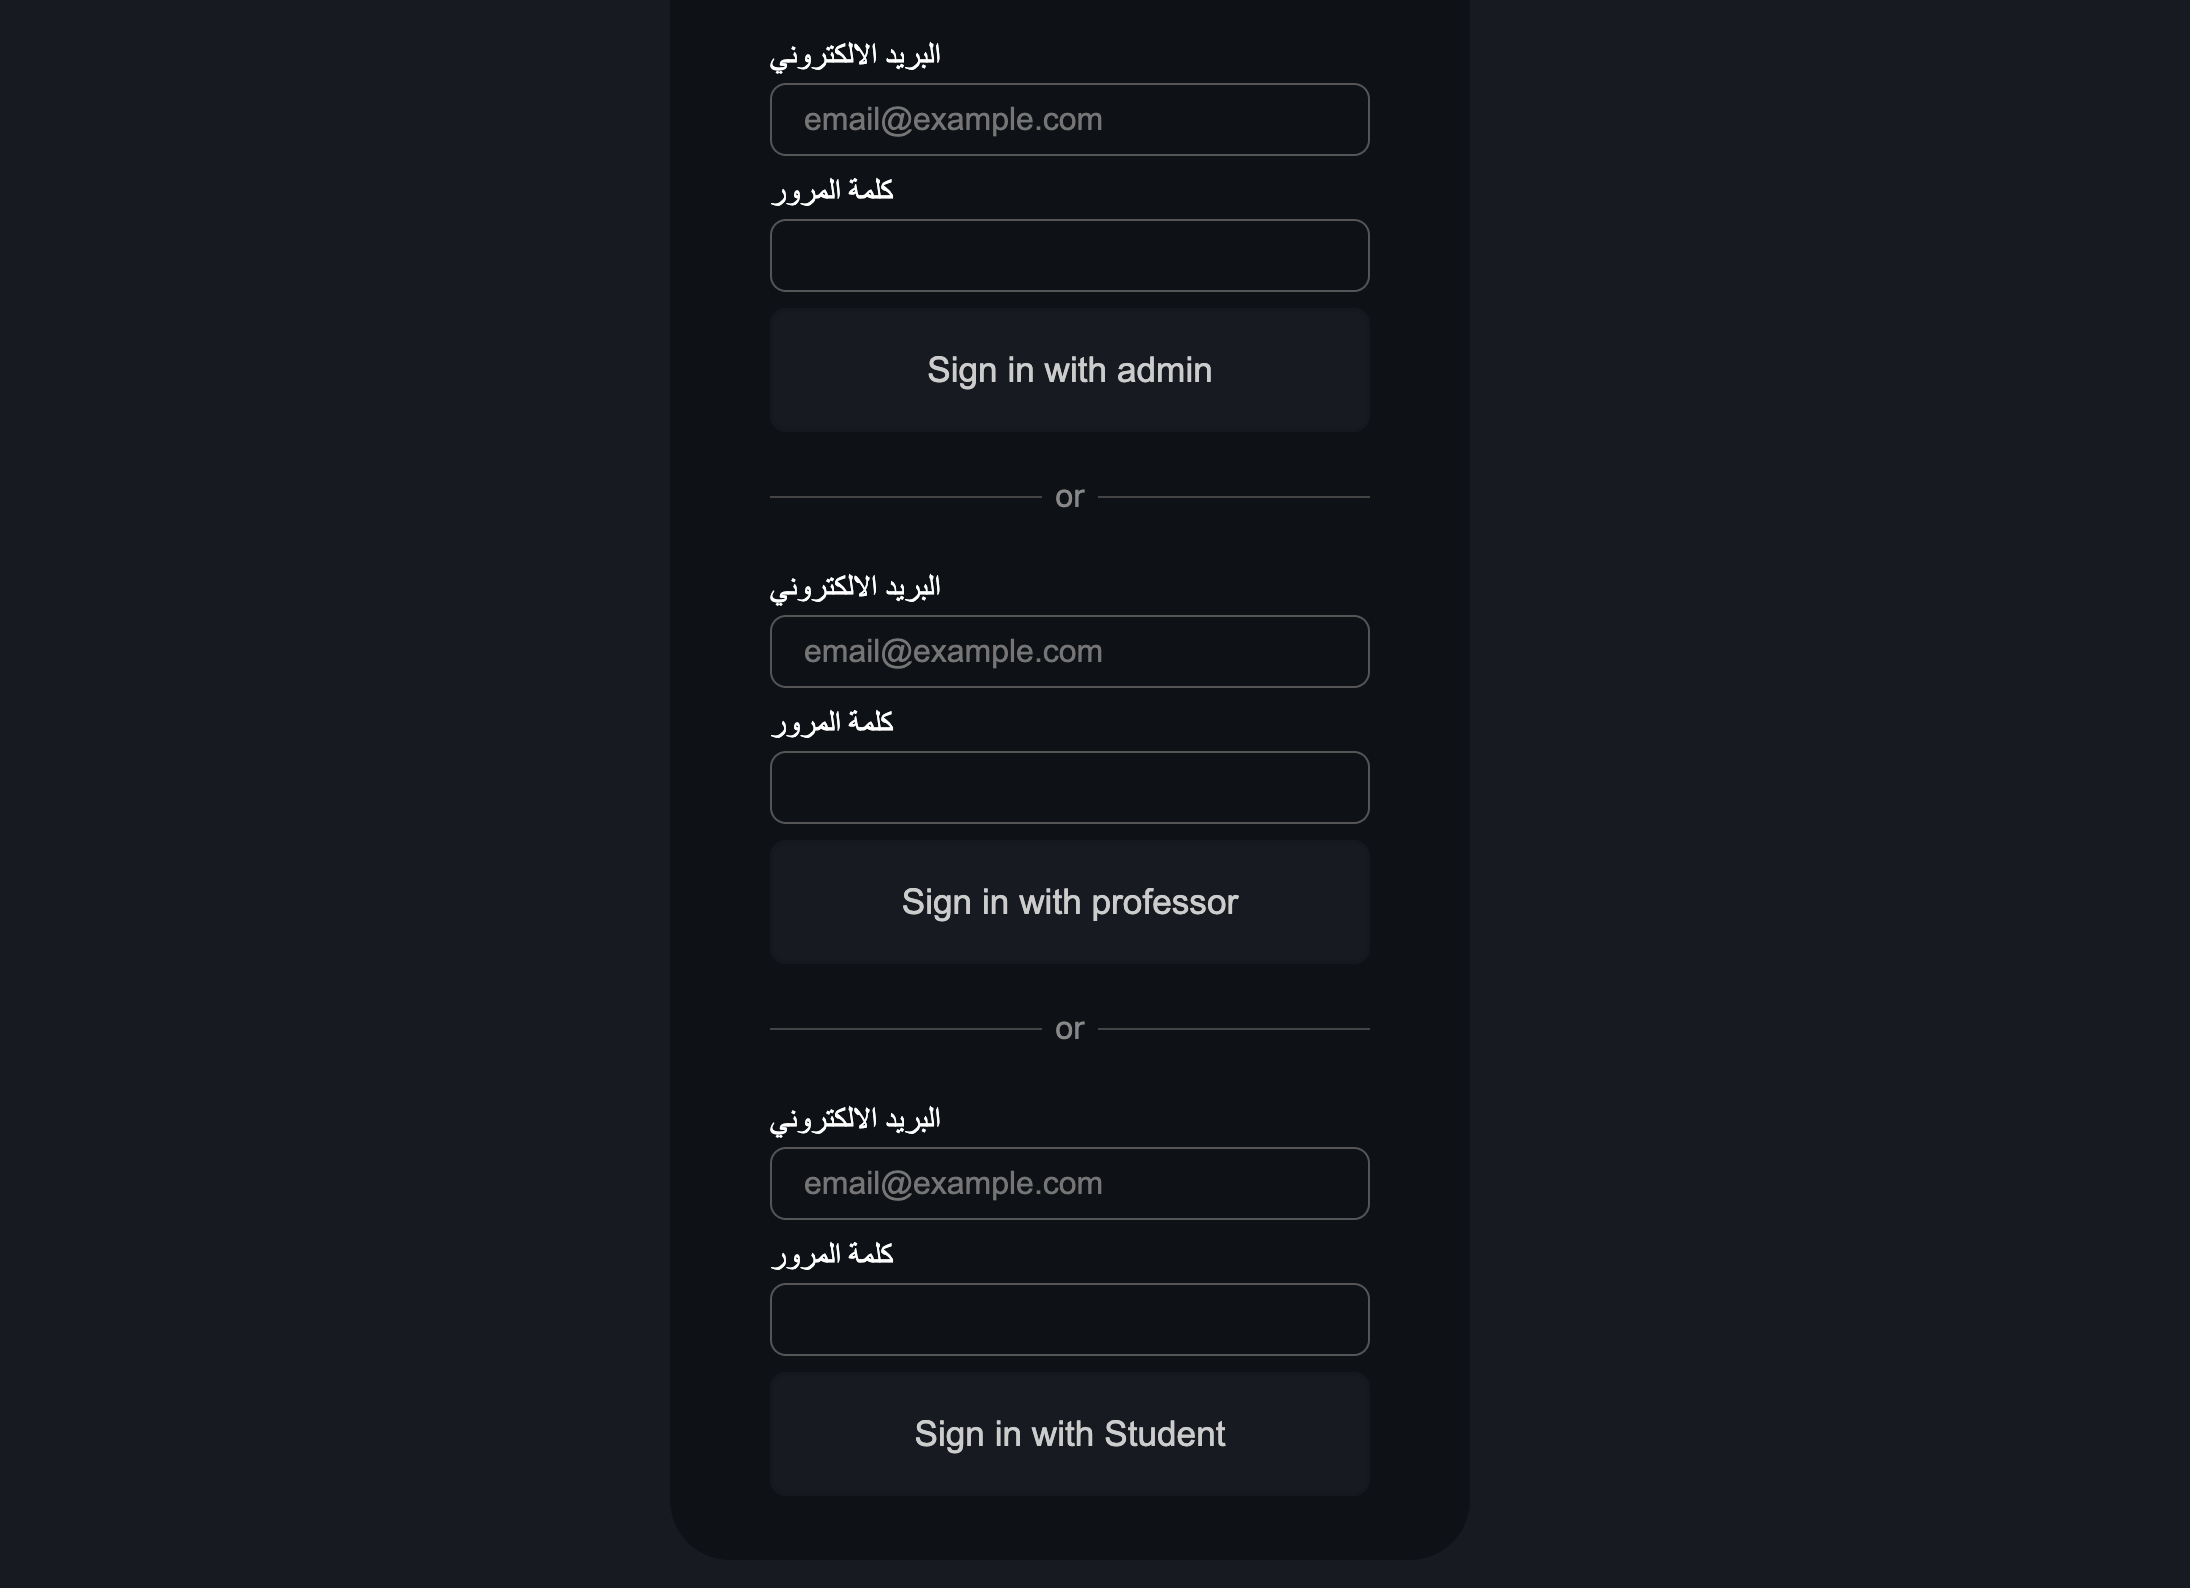 البريد الالكتروني
email@example.com
كلمة المرور
Sign in with admin
or
البريد الالكتروني
email@example.com
كلمة المرور
Sign in with professor
or
البريد الالكتروني
email@example.com
كلمة المرور
Sign in with Student